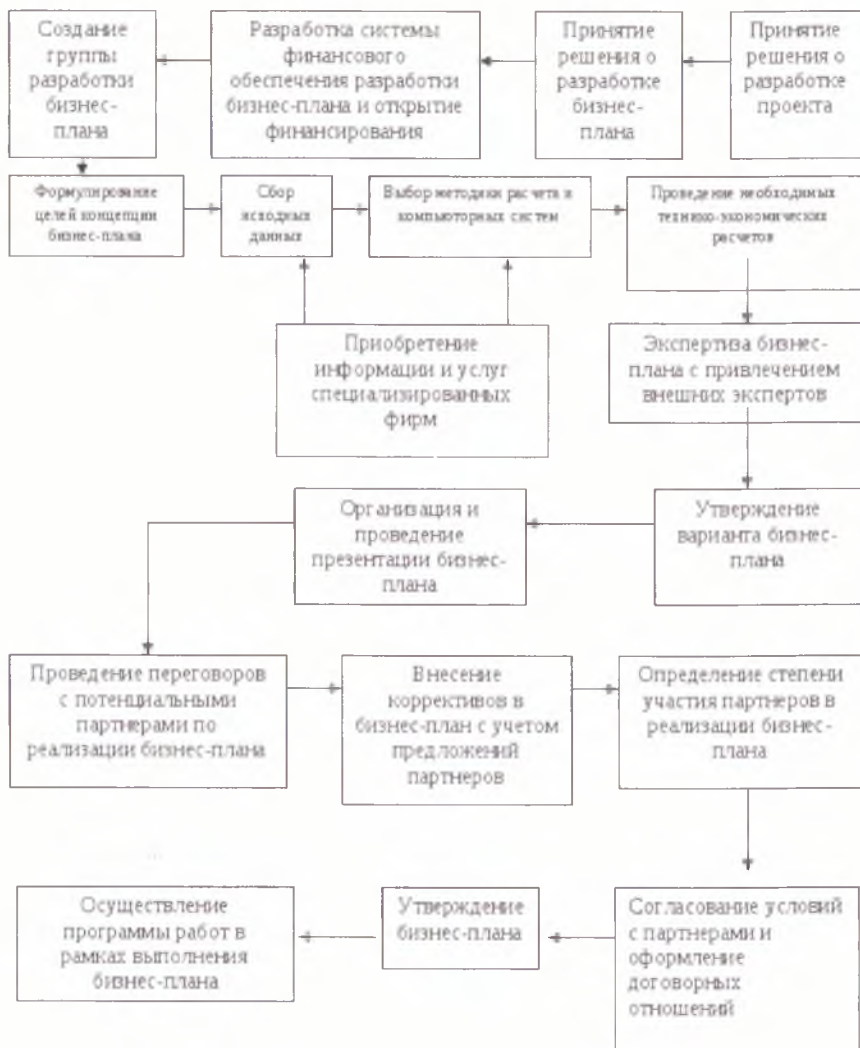 Создание
группы
разработки
бизнес-
плана
Разработка системы
финансового
обеспечения разработки
бизнес-плана и открытие
финансирования
Принятие
решения о
разработке
бизнес-
плана
Принятие
решения о
разработке
проекта
Формулирование
целей концепции
бизнес-плана
Сбор
исходных
данных
Выбор методики расчета и
компьюторных систем
Проведение необходимых
технико-экономических
расчетов
Приобретение
информации и услуг
специализированных
фирм
Экспертиза бизнес-
плана с привлечением
внешних экспертов
Организация и
проведение
презентации бизнес-
плана
Утверждение
варианта бизнес-
плана
Проведение переговоров
с потенциальными
партнерами по
реализации бизнес-плана
Внесение
коррективов в
бизнес-план с учетом
предложений
партнеров
Определение степени
участия партнеров в
реализации бизнес-
плана
Осуществление
программы работ в
рамках выполнения
бизнес-плана
Утверждение
бизнес-плана
Согласование условий
с партнерами и
оформление
договорных
отношений